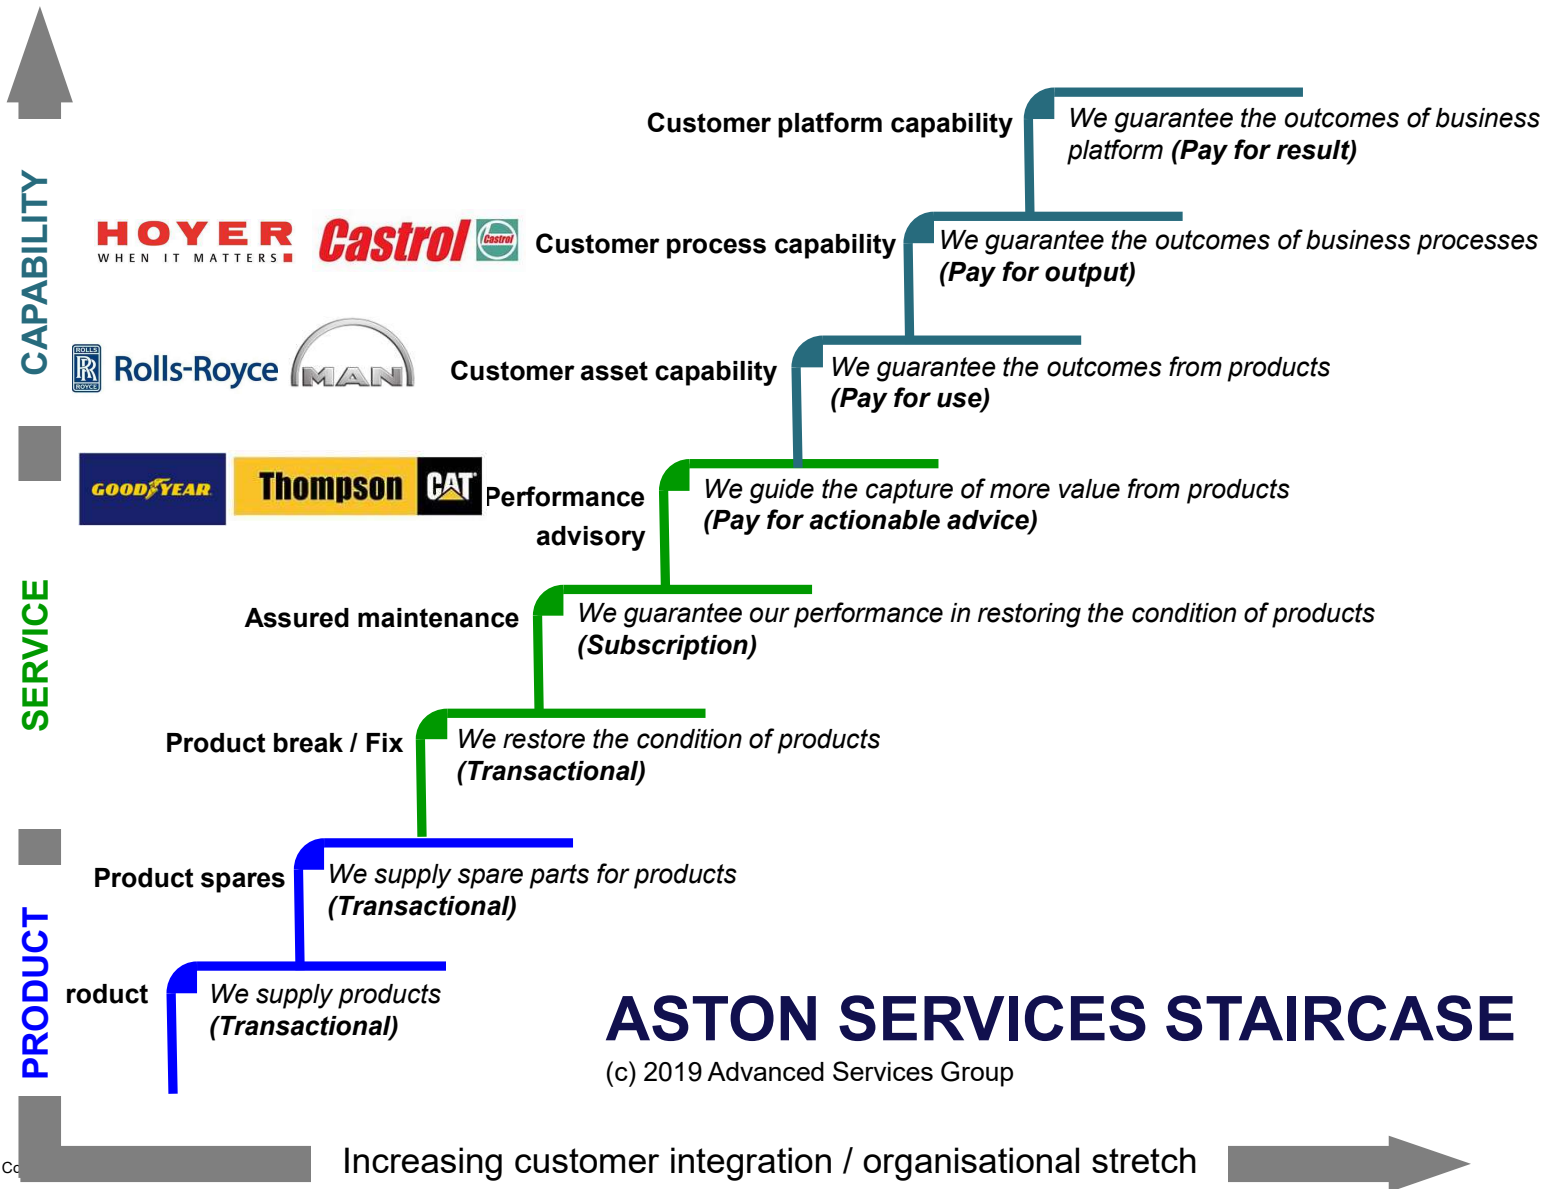 Customer platform capability
We guarantee the outcomes of business
platform (Pay for result)
CAPABILITY
HOYER
WHEN IT MATTERS
Castrol
Castrol
Customer process capability
We guarantee the outcomes of business processes
(Pay for output)
ROLLS
RR
ROYCE
Rolls-Royce
MAN
Customer asset capability
We guarantee the outcomes from products
(Pay for use)
GOODYEAR
Thompson
CAT
Performance
advisory
We guide the capture of more value from products
(Pay for actionable advice)
SERVICE
Assured maintenance
We guarantee our performance in restoring the condition of products
(Subscription)
Product break / Fix
We restore the condition of products
(Transactional)
Product spares
We supply spare parts for products
(Transactional)
PRODUCT
roduct
We supply products
(Transactional)
ASTON SERVICES STAIRCASE
(c) 2019 Advanced Services Group
Increasing customer integration / organisational stretch